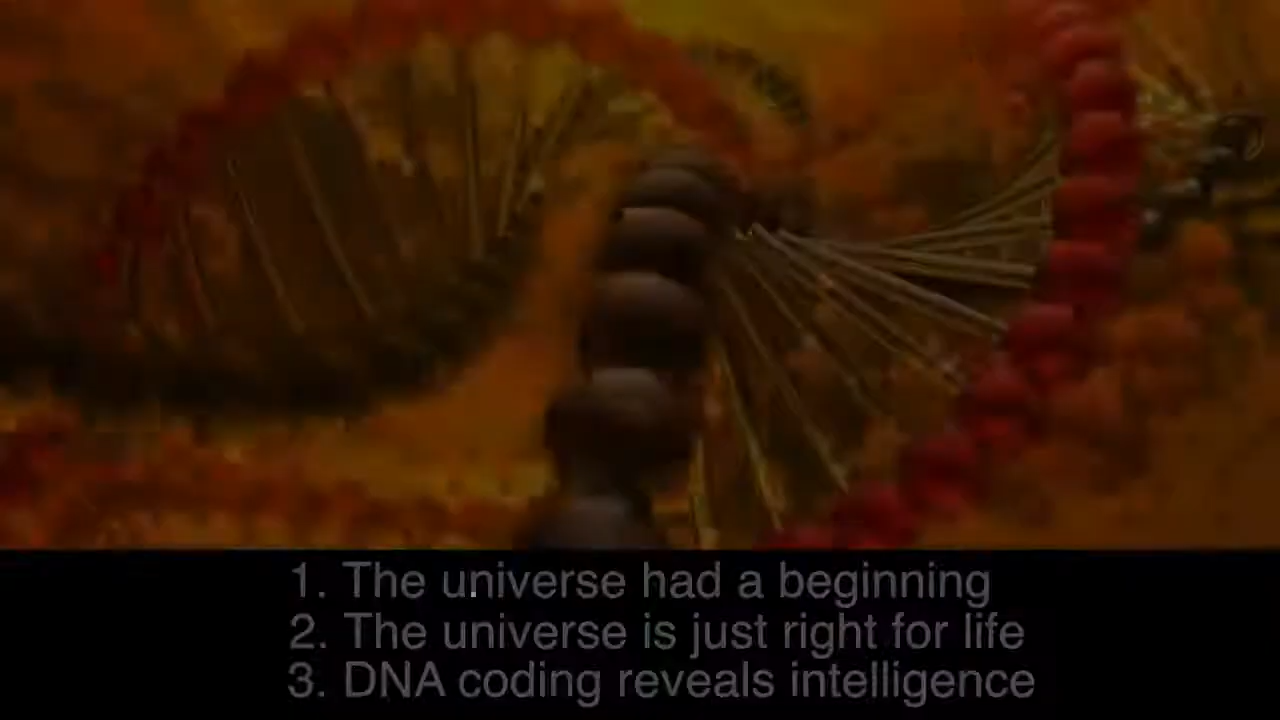 1. The universe had a beginning
2. The universe is just right for life
3. DNA coding reveals intelligence